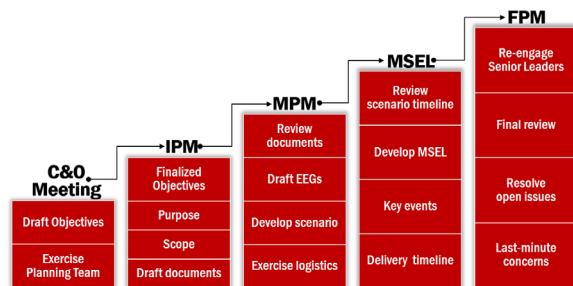 C&O
Meeting
Draft Objectives
Exercise
Planning Team
IPM
Finalized
Objectives
Purpose
Scope
Draft documents
MPM
Review
documents
Draft EEGs
Develop scenario
Exercise logistics
MSEL
Review
scenario timeline
Develop MSEL
Key events
Delivery timeline
FPM
Re-engage
Senior Leaders
Final review
Resolve
open issues
Last-minute
concerns